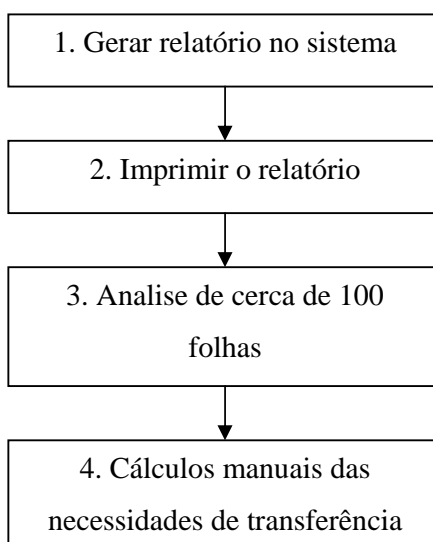 1. Gerar relatório no sistema
2. Imprimir o relatório
3. Analise de cerca de 100
folhas
4. Cálculos manuais das
necessidades de transferência